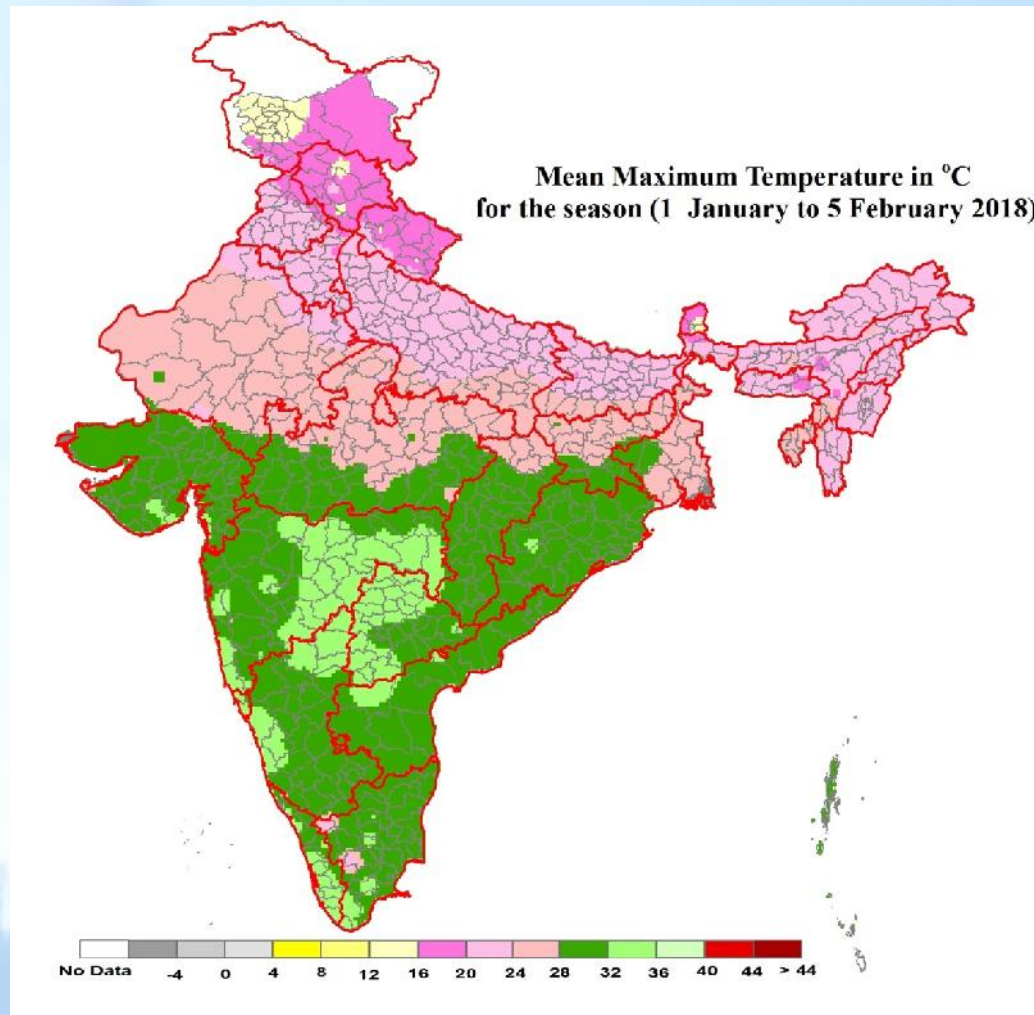 Mean Maximum Temperature in °C
for the season (1 January to 5 February 2018)
No Data -4 0 4 8 12 16 20 24 28 32 36 40 44 > 44